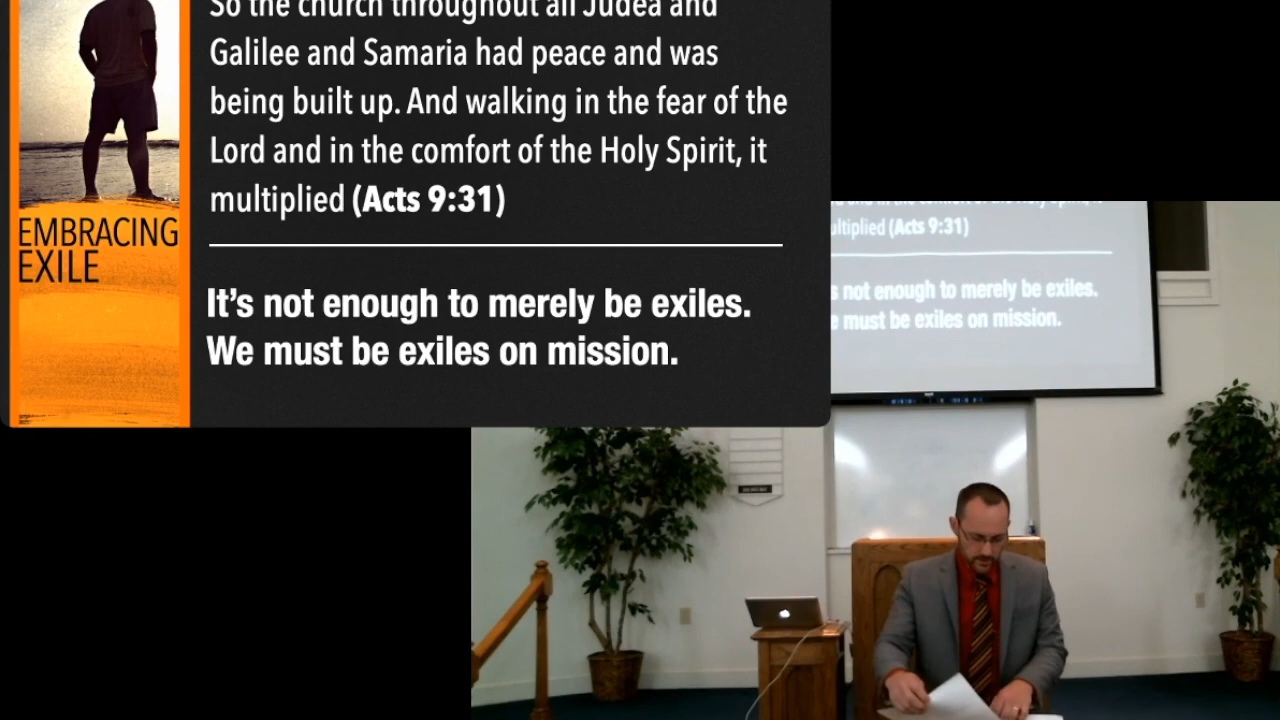 So the church throughout all Judea and
Galilee and Samaria had peace and was
being built up. And walking in the fear of the
Lord and in the comfort of the Holy Spirit, it
multiplied (Acts 9:31)
EMBRACING
EXILE
It’s not enough to merely be exiles.
We must be exiles on mission.
ultiplied (Acts 9:31)
s not enough to merely be exiles.
e must be exiles on mission.